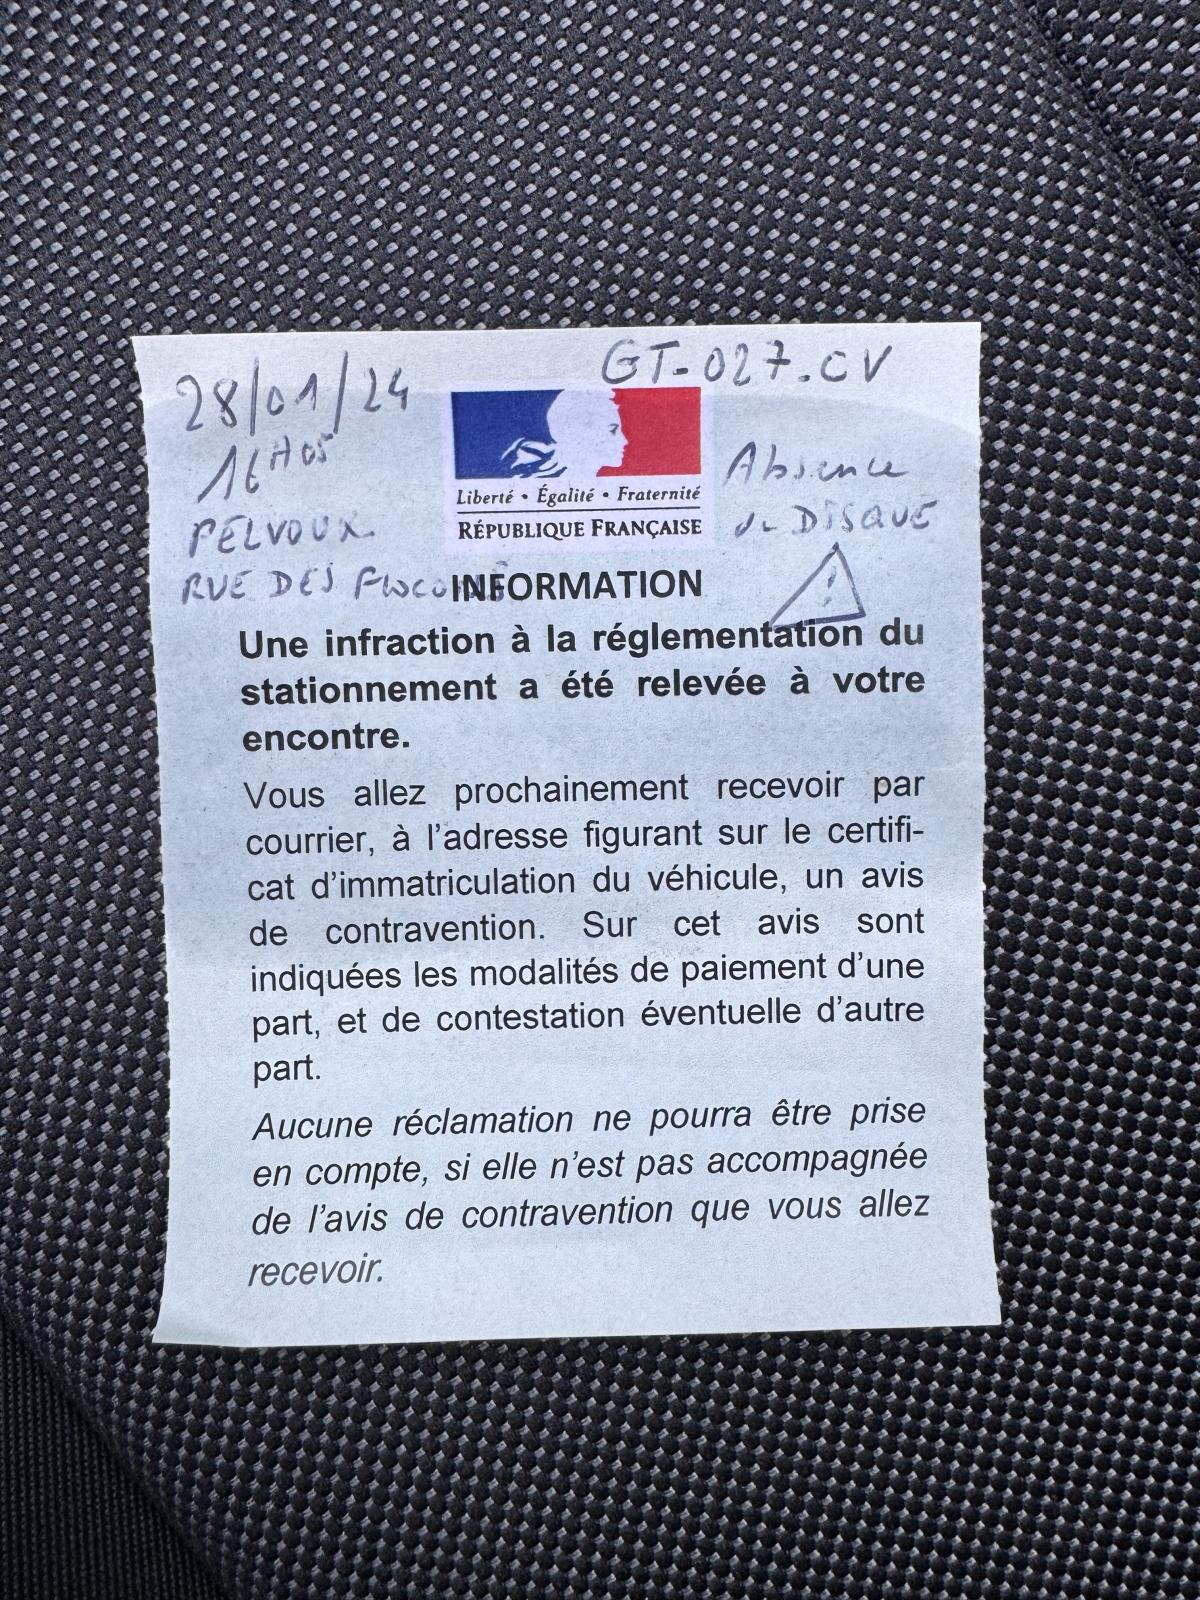 28/01/24
GT-027.CV
16H05
PELVOUX
RUE DES FLOCONS
Absence
de DISQUE
!
Liberté • Égalité • Fraternité
RÉPUBLIQUE FRANÇAISE
INFORMATION
Une infraction à la réglementation du
stationnement a été relevée à votre
encontre.
Vous allez prochainement recevoir par
courrier, à l’adresse figurant sur le certifi-
cat d’immatriculation du véhicule, un avis
de contravention. Sur cet avis sont
indiquées les modalités de paiement d’une
part, et de contestation éventuelle d’autre
part.
Aucune réclamation ne pourra être prise
en compte, si elle n’est pas accompagnée
de l’avis de contravention que vous allez
recevoir.